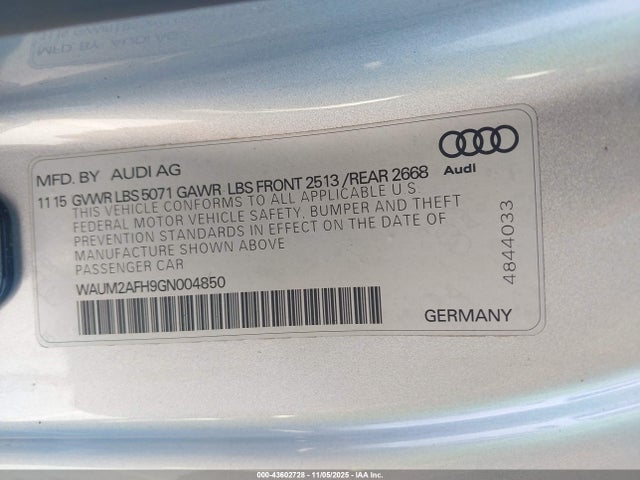 MFD. BY AUDI AG
11 15 GVWR LBS 5071 GAWR LBS FRONT 2513 / REAR 2668
THIS VEHICLE CONFORMS TO ALL APPLICABLE U S
FEDERAL MOTOR VEHICLE SAFETY, BUMPER AND THEFT
PREVENTION STANDARDS IN EFFECT ON THE DATE OF
MANUFACTURE SHOWN ABOVE
PASSENGER CAR
WAUM2AFH9GN004850
Audi
4844033
GERMANY
000-43602728 - 11/05/2025 - IAA Inc.